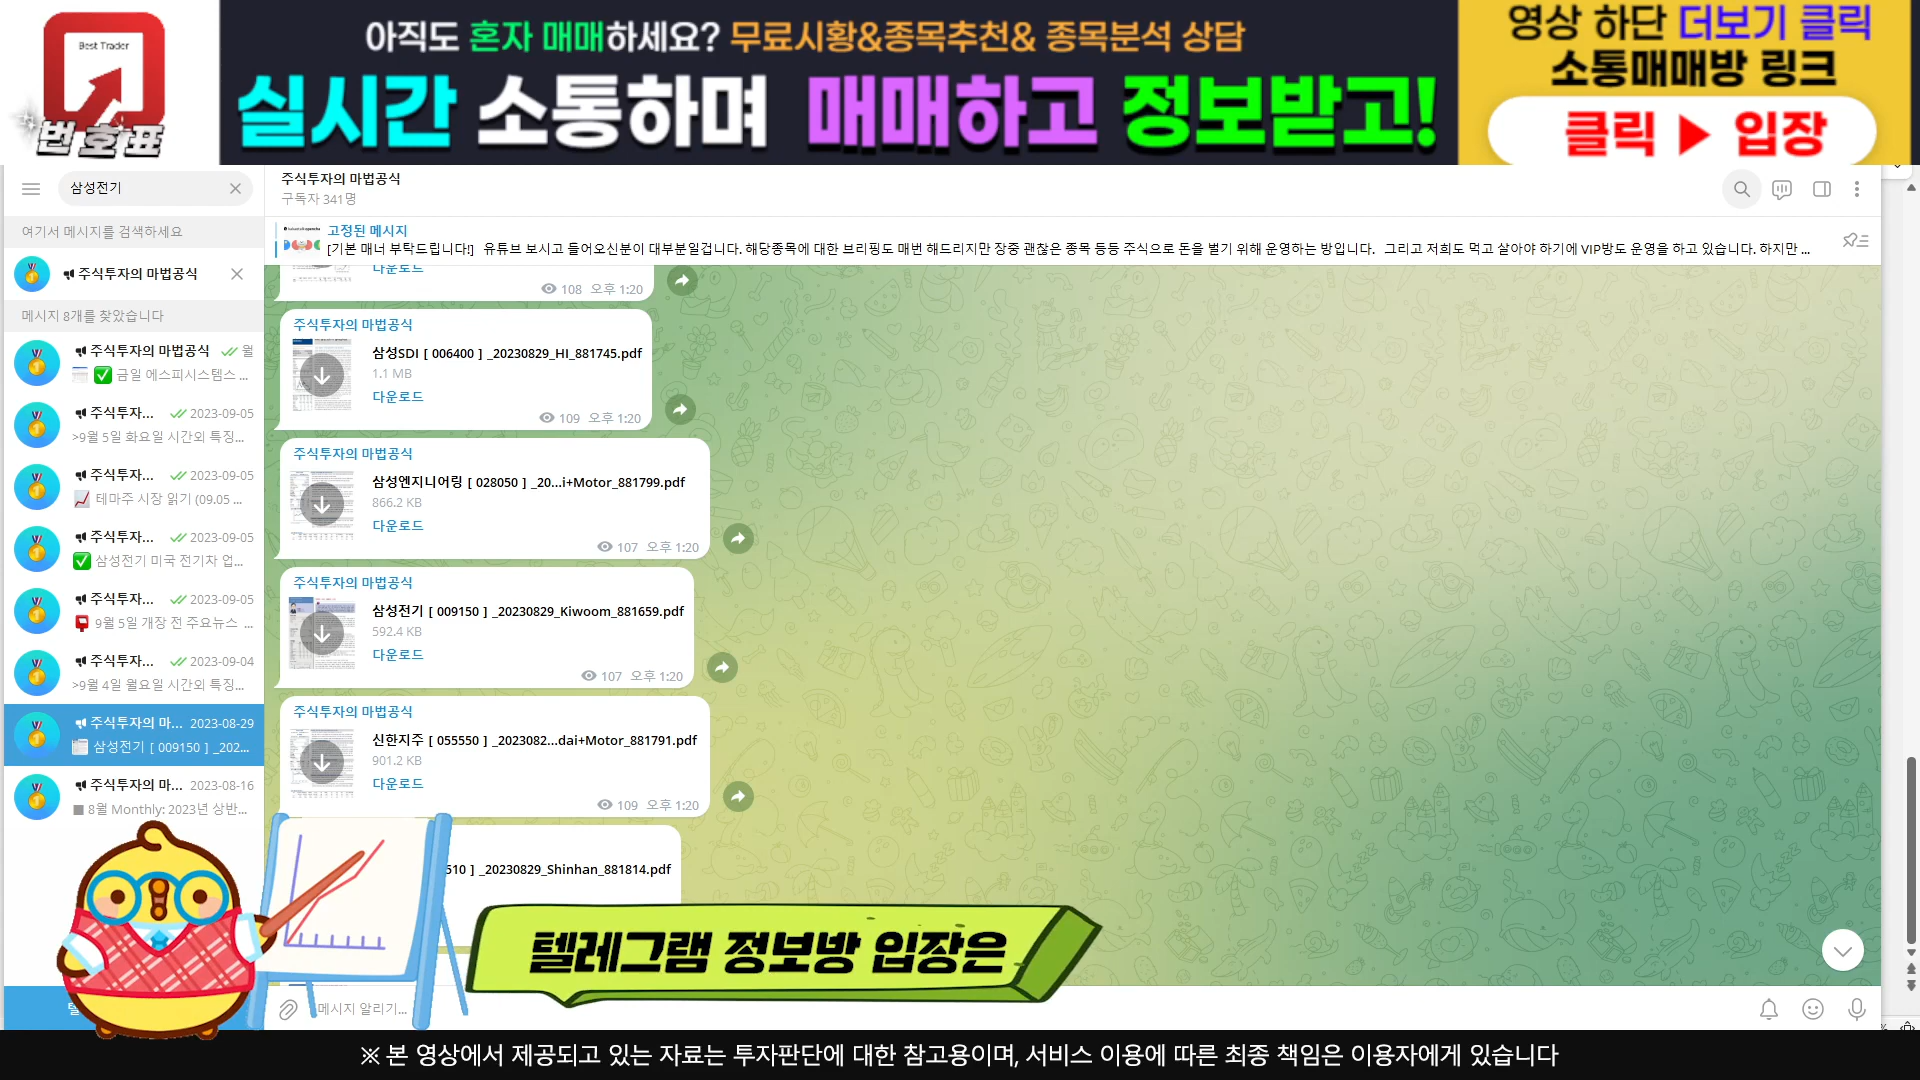 Best Trader
번호표
아직도 혼자 매매하세요? 무료시황&종목추천& 종목분석 상담
실시간 소통하며 매매하고 정보받고!
영상 하단 더보기 클릭
소통매매방 링크
클릭 ▶ 입장
삼성전기
여기서 메시지를 검색하세요
주식투자의 마법공식
메시지 8개를 찾았습니다
주식투자의 마법공식 월
✅ 금일 에스피시스템스 ...
주식투자... 2023-09-05
>9월 5일 화요일 시간외 특징...
주식투자... 2023-09-05
테마주 시장 읽기 (09.05 ...
주식투자... 2023-09-05
✅ 삼성전기 미국 전기차 업...
주식투자... 2023-09-05
9월 5일 개장 전 주요뉴스 ...
주식투자... 2023-09-04
>9월 4일 월요일 시간외 특징...
주식투자의 마... 2023-08-29
삼성전기 [ 009150 ] _202...
주식투자의 마... 2023-08-16
■ 8월 Monthly: 2023년 상반...
주식투자의 마법공식
구독자 341명
고정된 메시지
[기본 매너 부탁드립니다!] 유튜브 보시고 들어오신분이 대부분일겁니다. 해당종목에 대한 브리핑도 매번 해드리지만 장중 괜찮은 종목 등등 주식으로 돈을 벌기 위해 운영하는 방입니다. 그리고 저희도 먹고 살아야 하기에 VIP방도 운영을 하고 있습니다. 하지만 ...
다운로드
108 오후 1:20
주식투자의 마법공식
삼성SDI [ 006400 ] _20230829_HI_881745.pdf
1.1 MB
다운로드
109 오후 1:20
주식투자의 마법공식
삼성엔지니어링 [ 028050 ] _20...i+Motor_881799.pdf
866.2 KB
다운로드
107 오후 1:20
주식투자의 마법공식
삼성전기 [ 009150 ] _20230829_Kiwoom_881659.pdf
592.4 KB
다운로드
107 오후 1:20
주식투자의 마법공식
신한지주 [ 055550 ] _2023082...dai+Motor_881791.pdf
901.2 KB
다운로드
109 오후 1:20
510 ] _20230829_Shinhan_881814.pdf
텔레그램 정보방 입장은
메시지 알리기...
※ 본 영상에서 제공되고 있는 자료는 투자판단에 대한 참고용이며, 서비스 이용에 따른 최종 책임은 이용자에게 있습니다